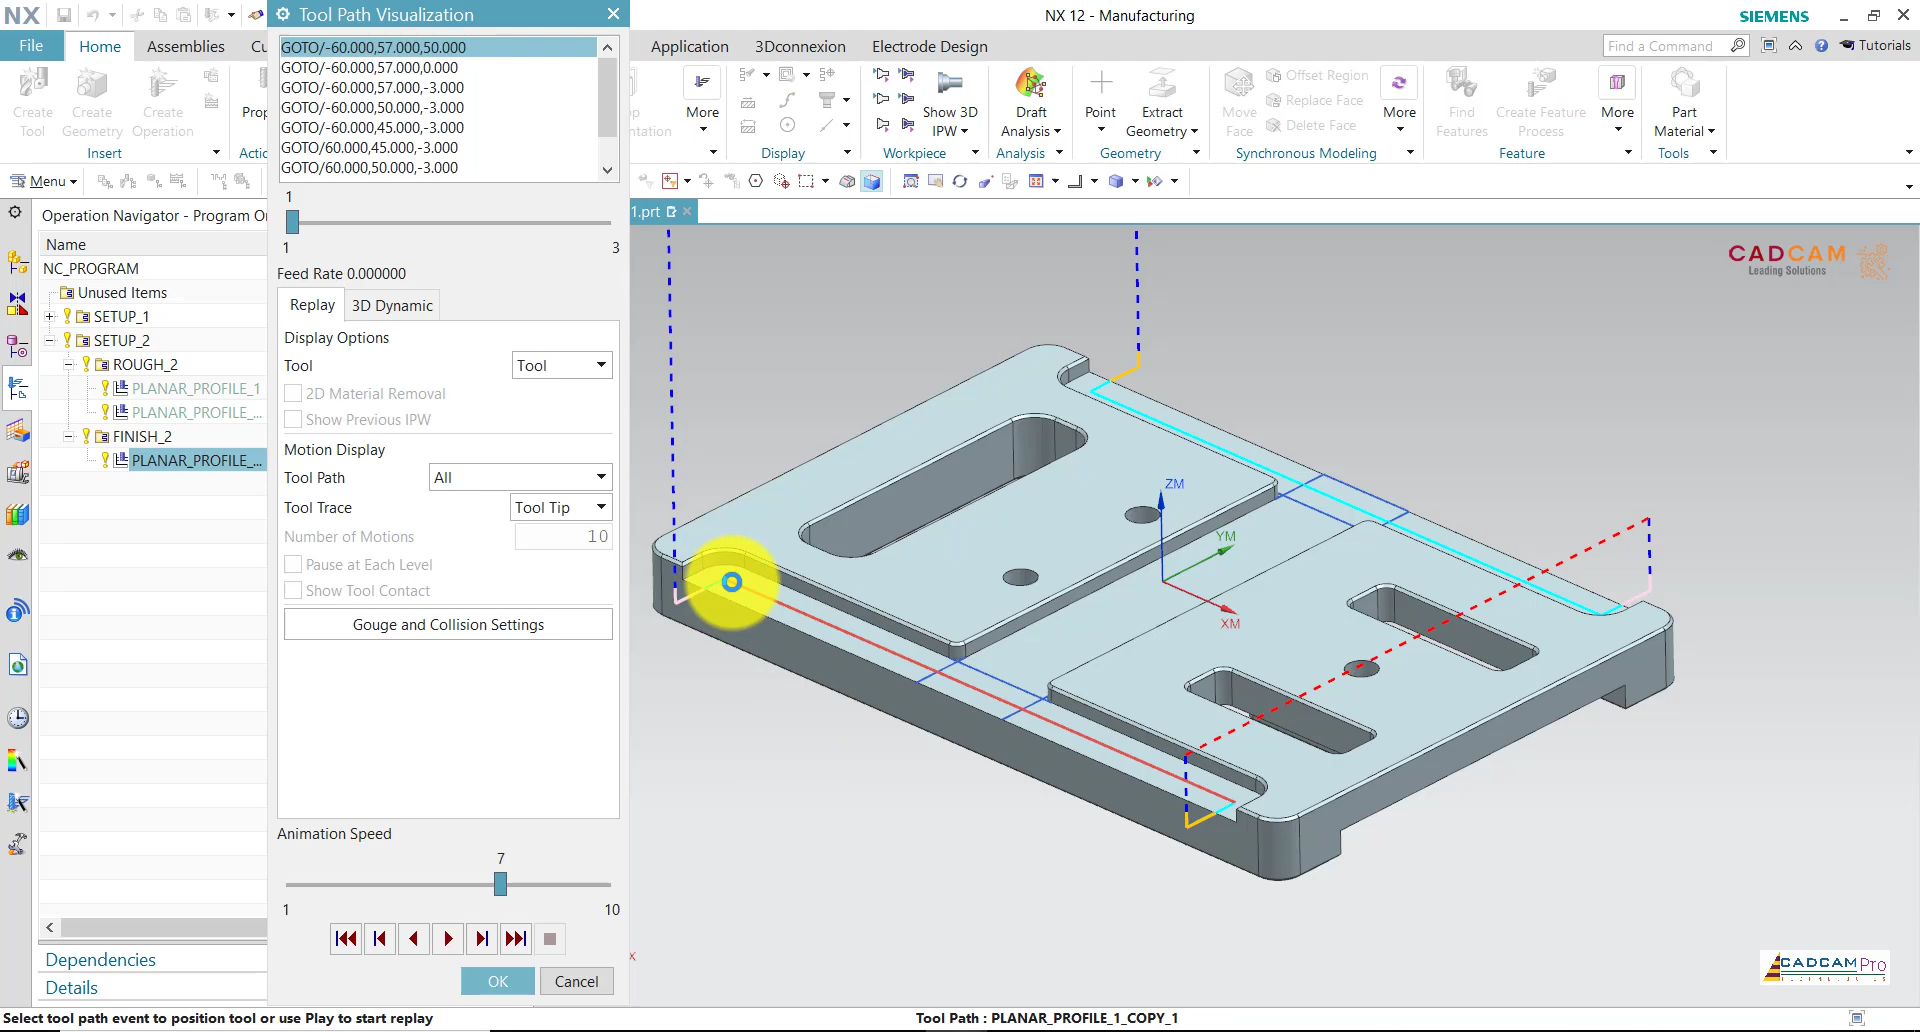 NX
Tool Path Visualization
NX 12 - Manufacturing
SIEMENS
File
Home
Assemblies
Cu
Application
3Dconnexion
Electrode Design
Find a Command
Tutorials
Create Tool
Create Geometry
Create Operation
Prop
Insert
Actic
ntation
More
Display
Show 3D IPW
Workpiece
Draft Analysis
Analysis
Point
Extract Geometry
Geometry
Move Face
Offset Region
Replace Face
Delete Face
More
Synchronous Modeling
Find Features
Create Feature Process
More
Feature
Part Material
Tools
Menu
1.prt
Operation Navigator - Program Or
Name
NC_PROGRAM
Unused Items
SETUP_1
SETUP_2
ROUGH_2
PLANAR_PROFILE_1
PLANAR_PROFILE_...
FINISH_2
PLANAR_PROFILE_...
Dependencies
Details
GOTO/-60.000,57.000,50.000
GOTO/-60.000,57.000,0.000
GOTO/-60.000,57.000,-3.000
GOTO/-60.000,50.000,-3.000
GOTO/-60.000,45.000,-3.000
GOTO/60.000,45.000,-3.000
GOTO/60.000,50.000,-3.000
1
1
3
Feed Rate 0.000000
Replay
3D Dynamic
Display Options
Tool
Tool
2D Material Removal
Show Previous IPW
Motion Display
Tool Path
All
Tool Trace
Tool Tip
Number of Motions
10
Pause at Each Level
Show Tool Contact
Gouge and Collision Settings
Animation Speed
7
1
10
OK
Cancel
CADCAM
Leading Solutions
ZM
YM
XM
X
CADCAM Pro
Select tool path event to position tool or use Play to start replay
Tool Path : PLANAR_PROFILE_1_COPY_1